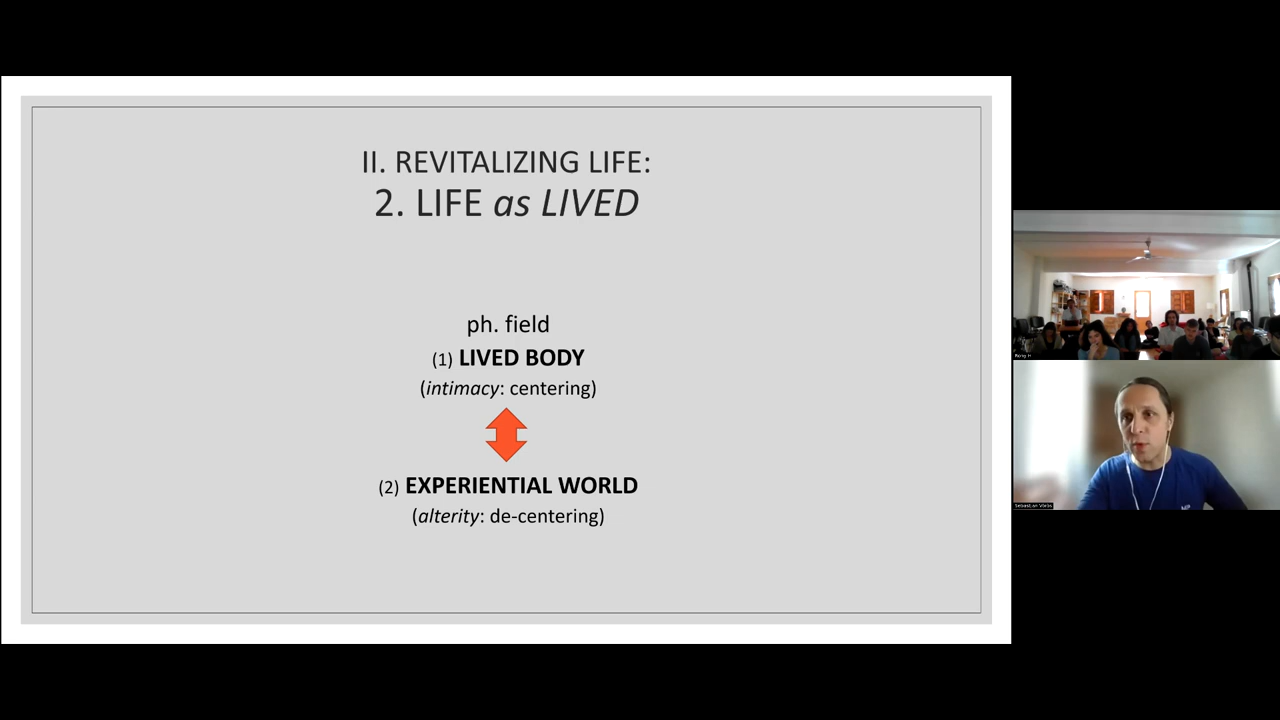 II. REVITALIZING LIFE:
2. LIFE as LIVED
ph. field
(1) LIVED BODY
(intimacy: centering)
(2) EXPERIENTIAL WORLD
(alterity: de-centering)